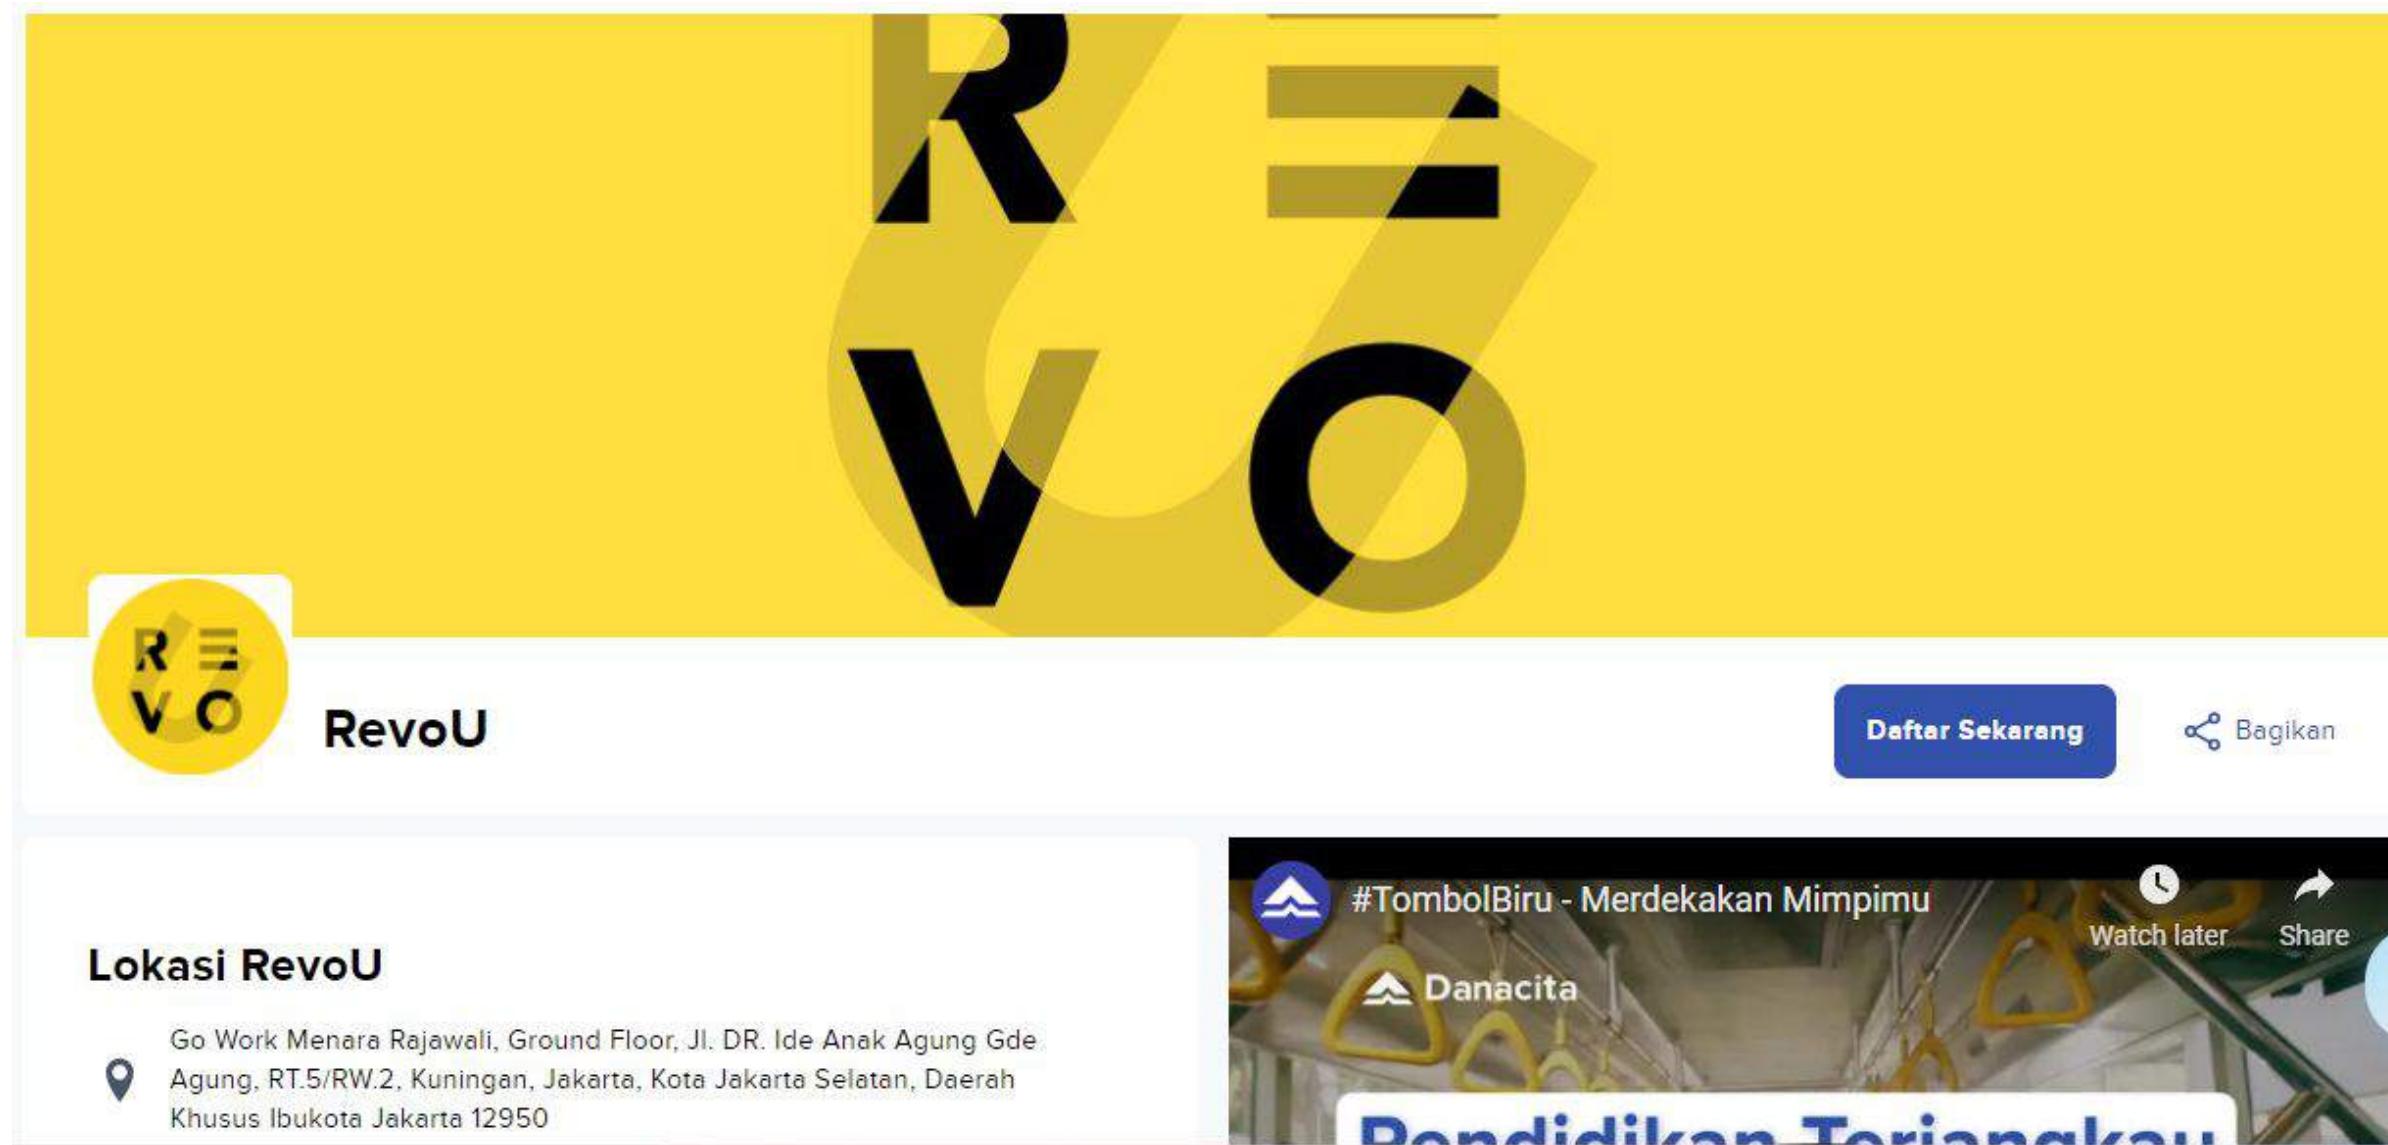 R E
V O
R E
V O
RevoU
Daftar Sekarang
Bagikan
Lokasi RevoU
Go Work Menara Rajawali, Ground Floor, Jl. DR. Ide Anak Agung Gde
Agung, RT.5/RW.2, Kuningan, Jakarta, Kota Jakarta Selatan, Daerah
Khusus Ibukota Jakarta 12950
#TombolBiru - Merdekakan Mimpimu
Watch later
Share
Danacita
Pendidikan Terjangkau